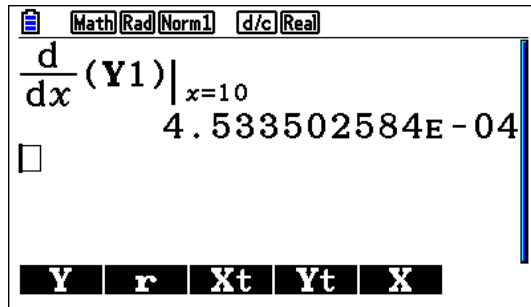 Math Rad Norm1 d/c Real
d/dx (Y1)|x=10
4.533502584E-04
Y r Xt Yt X